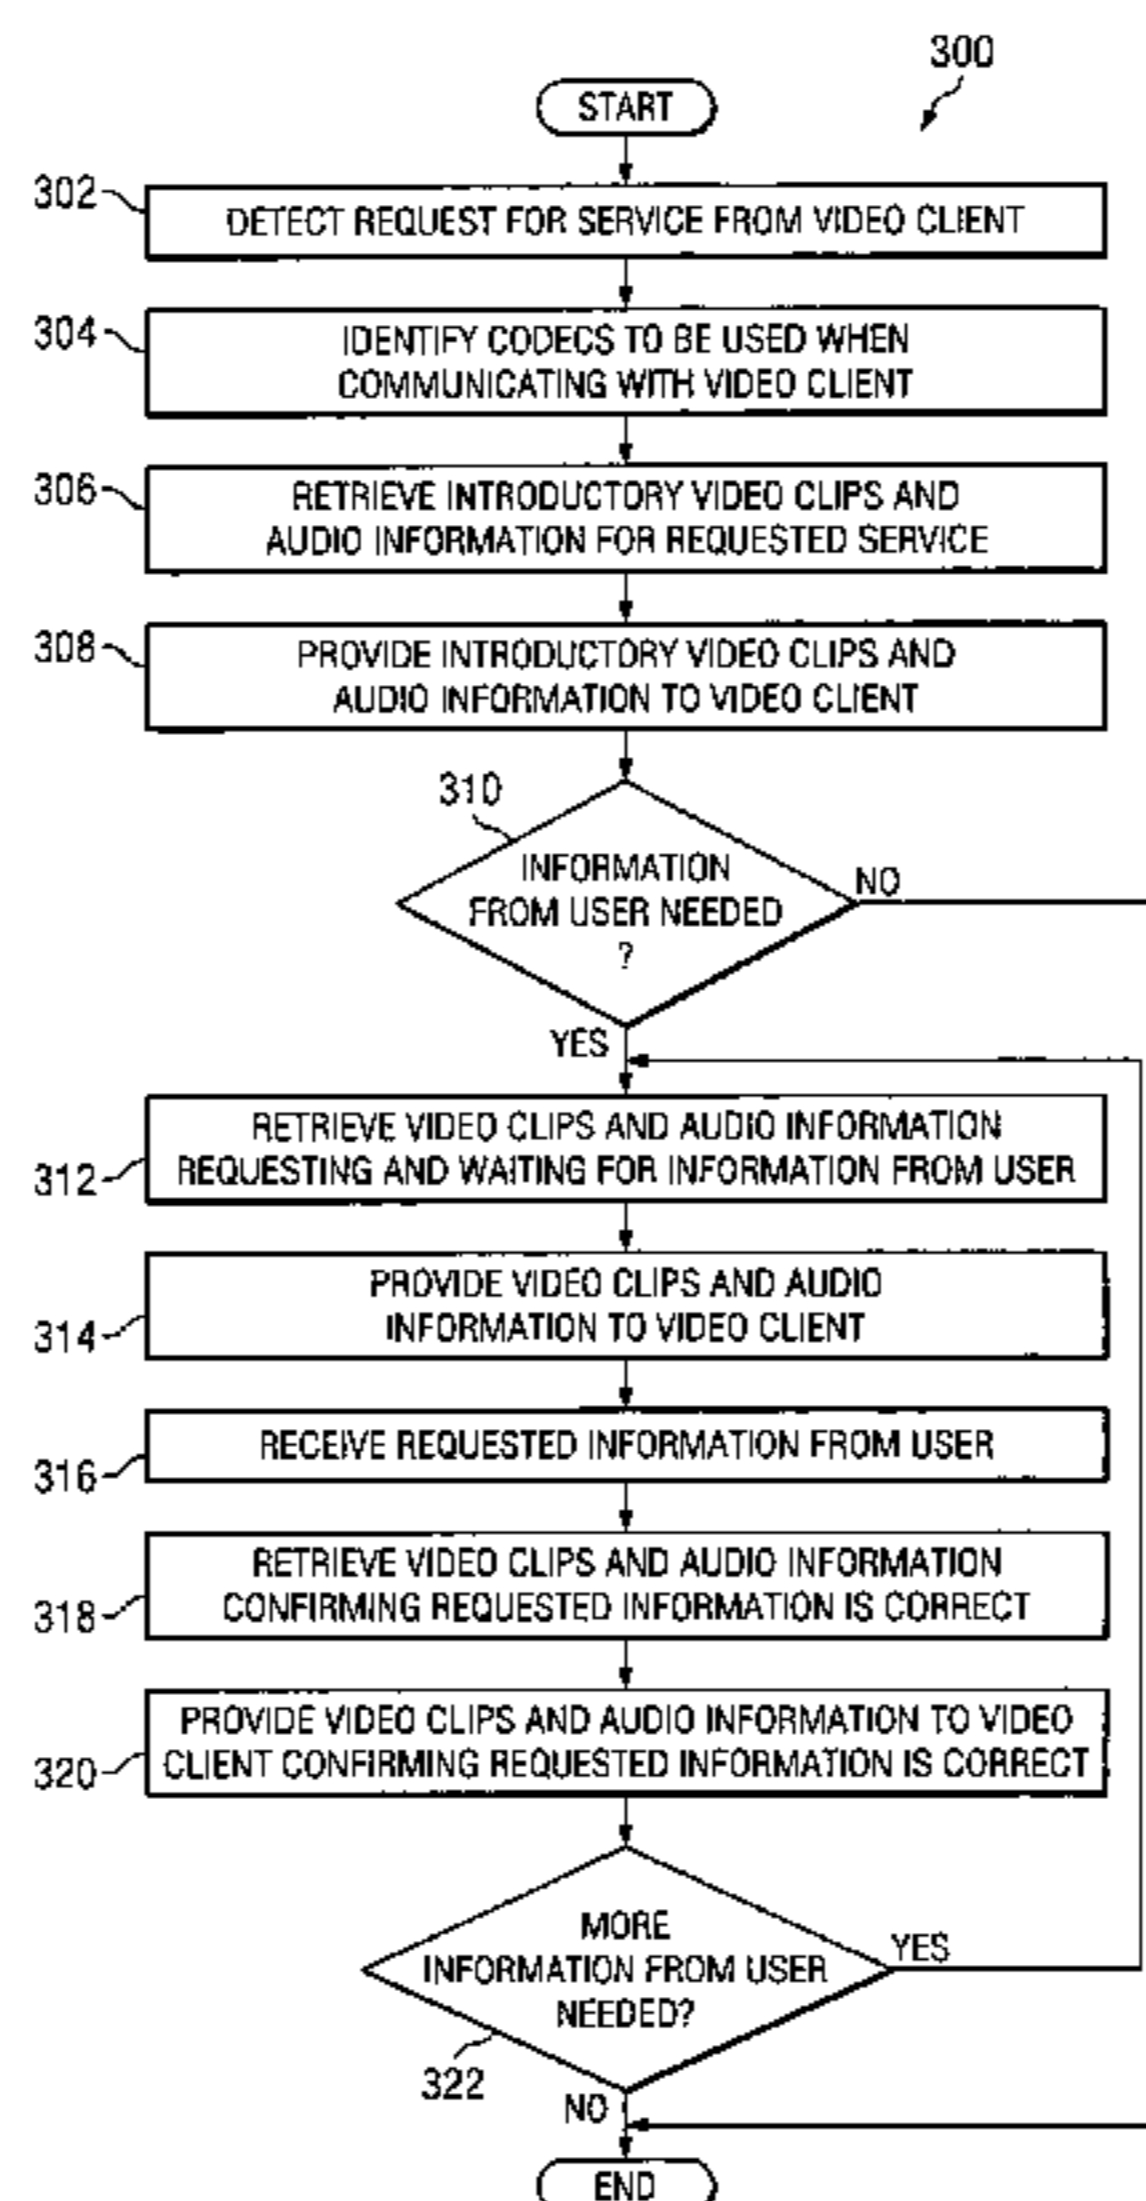 300
START
302
DETECT REQUEST FOR SERVICE FROM VIDEO CLIENT
304
IDENTIFY CODECS TO BE USED WHEN
COMMUNICATING WITH VIDEO CLIENT
306
RETRIEVE INTRODUCTORY VIDEO CLIPS AND
AUDIO INFORMATION FOR REQUESTED SERVICE
308
PROVIDE INTRODUCTORY VIDEO CLIPS AND
AUDIO INFORMATION TO VIDEO CLIENT
310
INFORMATION
FROM USER NEEDED
?
NO
YES
312
RETRIEVE VIDEO CLIPS AND AUDIO INFORMATION
REQUESTING AND WAITING FOR INFORMATION FROM USER
314
PROVIDE VIDEO CLIPS AND AUDIO
INFORMATION TO VIDEO CLIENT
316
RECEIVE REQUESTED INFORMATION FROM USER
318
RETRIEVE VIDEO CLIPS AND AUDIO INFORMATION
CONFIRMING REQUESTED INFORMATION IS CORRECT
320
PROVIDE VIDEO CLIPS AND AUDIO INFORMATION TO VIDEO
CLIENT CONFIRMING REQUESTED INFORMATION IS CORRECT
MORE
INFORMATION FROM USER
NEEDED?
YES
322
NO
END